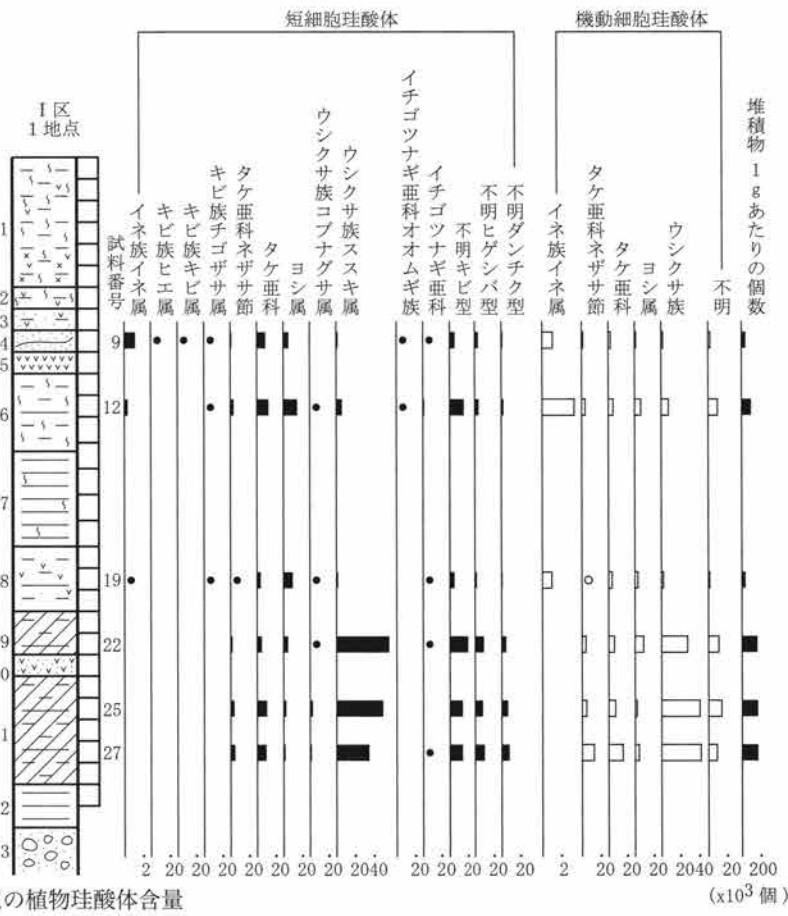 短細胞珪酸体
機動細胞珪酸体
I区
1地点
試料番号
イネ族イネ属
キビ族ヒエ属
キビ族キビ属
キビ族チゴザサ属
タケ亜科ネザサ節
タケ亜科
ヨシ属
ウシクサ族コブナグサ属
ウシクサ族ススキ属
イチゴツナギ亜科オオムギ族
イチゴツナギ亜科
不明キビ型
不明ヒゲシバ型
不明ダンチク型
イネ族イネ属
タケ亜科ネザサ節
タケ亜科
ヨシ属
ウシクサ族
不明
堆積物1gあたりの個数
1
2
3
4
5
6
7
8
9
0
1
2
3
9
12
19
22
25
27
2 20 20 20 20 20 20 20 2040 20 20 20 20 20 2 20 20 20 2040 20 200
(x10³個)
の植物珪酸体含量